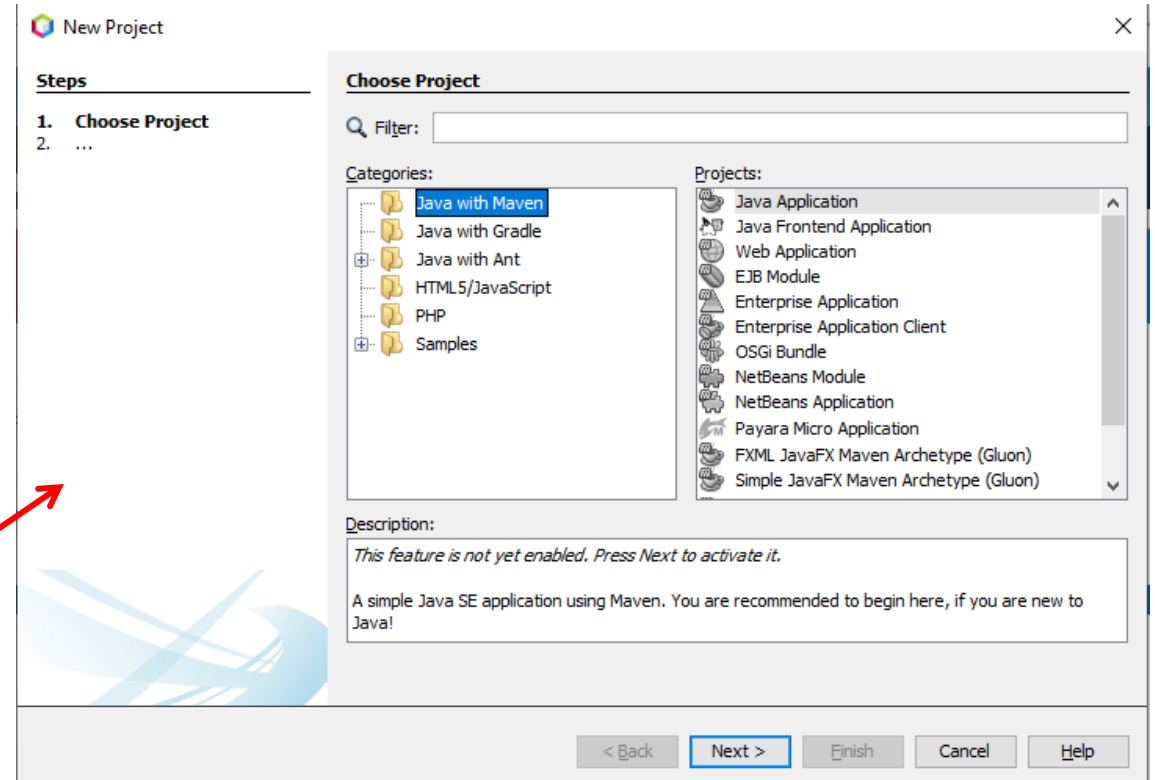 New Project
Steps
1. Choose Project
2. ...
Choose Project
Filter:
Categories:
Java with Maven
Java with Gradle
Java with Ant
HTML5/JavaScript
PHP
Samples
Projects:
Java Application
Java Frontend Application
Web Application
EJB Module
Enterprise Application
Enterprise Application Client
OSGi Bundle
NetBeans Module
NetBeans Application
Payara Micro Application
FXML JavaFX Maven Archetype (Gluon)
Simple JavaFX Maven Archetype (Gluon)
Description:
This feature is not yet enabled. Press Next to activate it.
A simple Java SE application using Maven. You are recommended to begin here, if you are new to
Java!
< Back
Next >
Finish
Cancel
Help